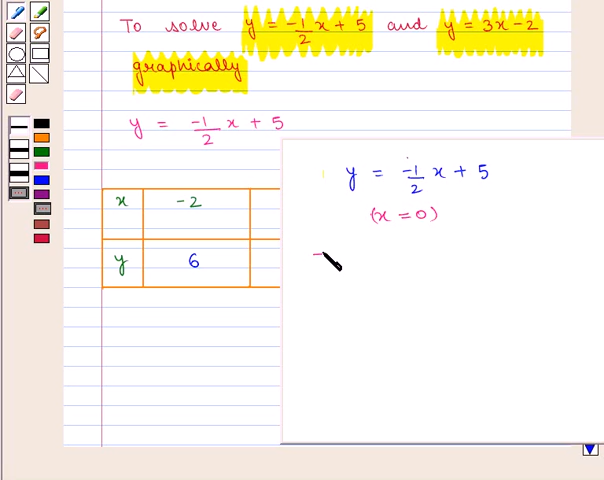 To solve y = -1/2 x + 5 and y = 3x - 2
graphically
y = -1/2 x + 5
x -2
y 6
y = -1/2 x + 5
(x = 0)